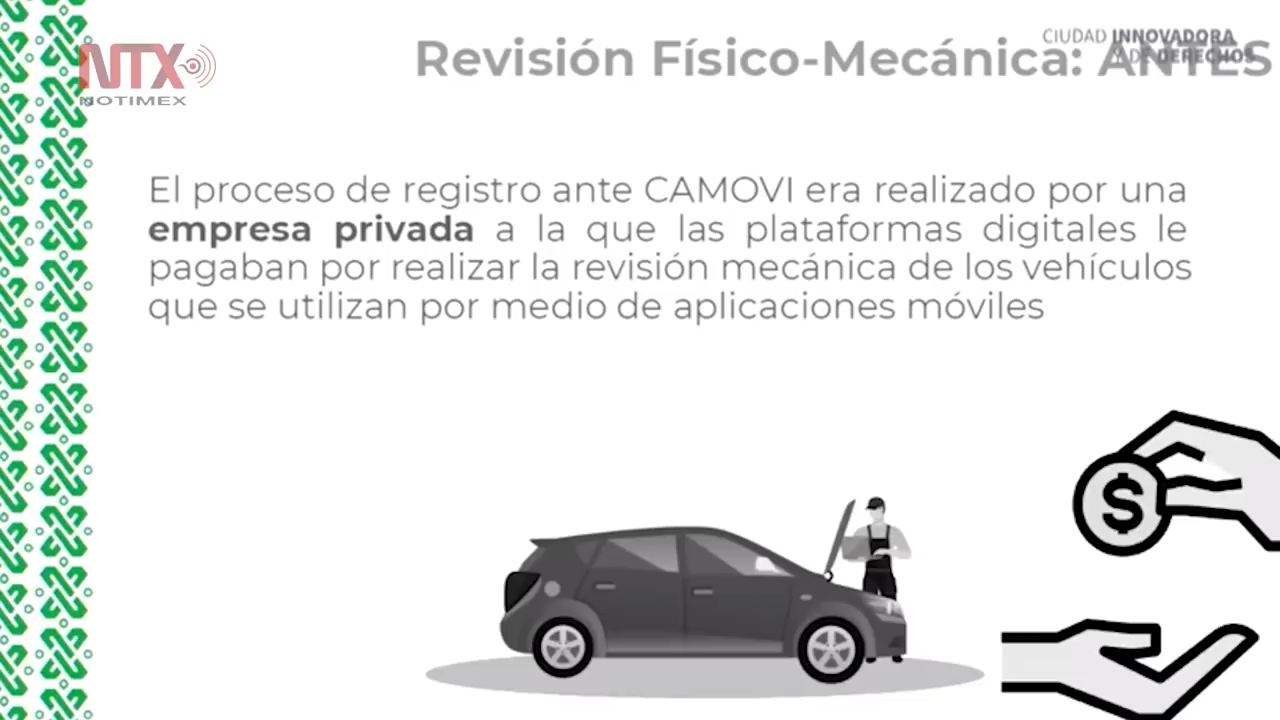 NTX
NOTIMEX
CIUDAD INNOVADORA
Y DE DERECHOS
Revisión Físico-Mecánica: ANTES
El proceso de registro ante CAMOVI era realizado por una
empresa privada a la que las plataformas digitales le
pagaban por realizar la revisión mecánica de los vehículos
que se utilizan por medio de aplicaciones móviles
$